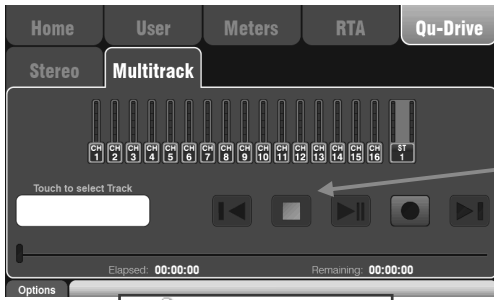 Home User Meters RTA Qu-Drive
Stereo Multitrack
CH 1 CH 2 CH 3 CH 4 CH 5 CH 6 CH 7 CH 8 CH 9 CH 10 CH 11 CH 12 CH 13 CH 14 CH 15 CH 16 ST 1
Touch to select Track
Elapsed: 00:00:00 Remaining: 00:00:00
Options